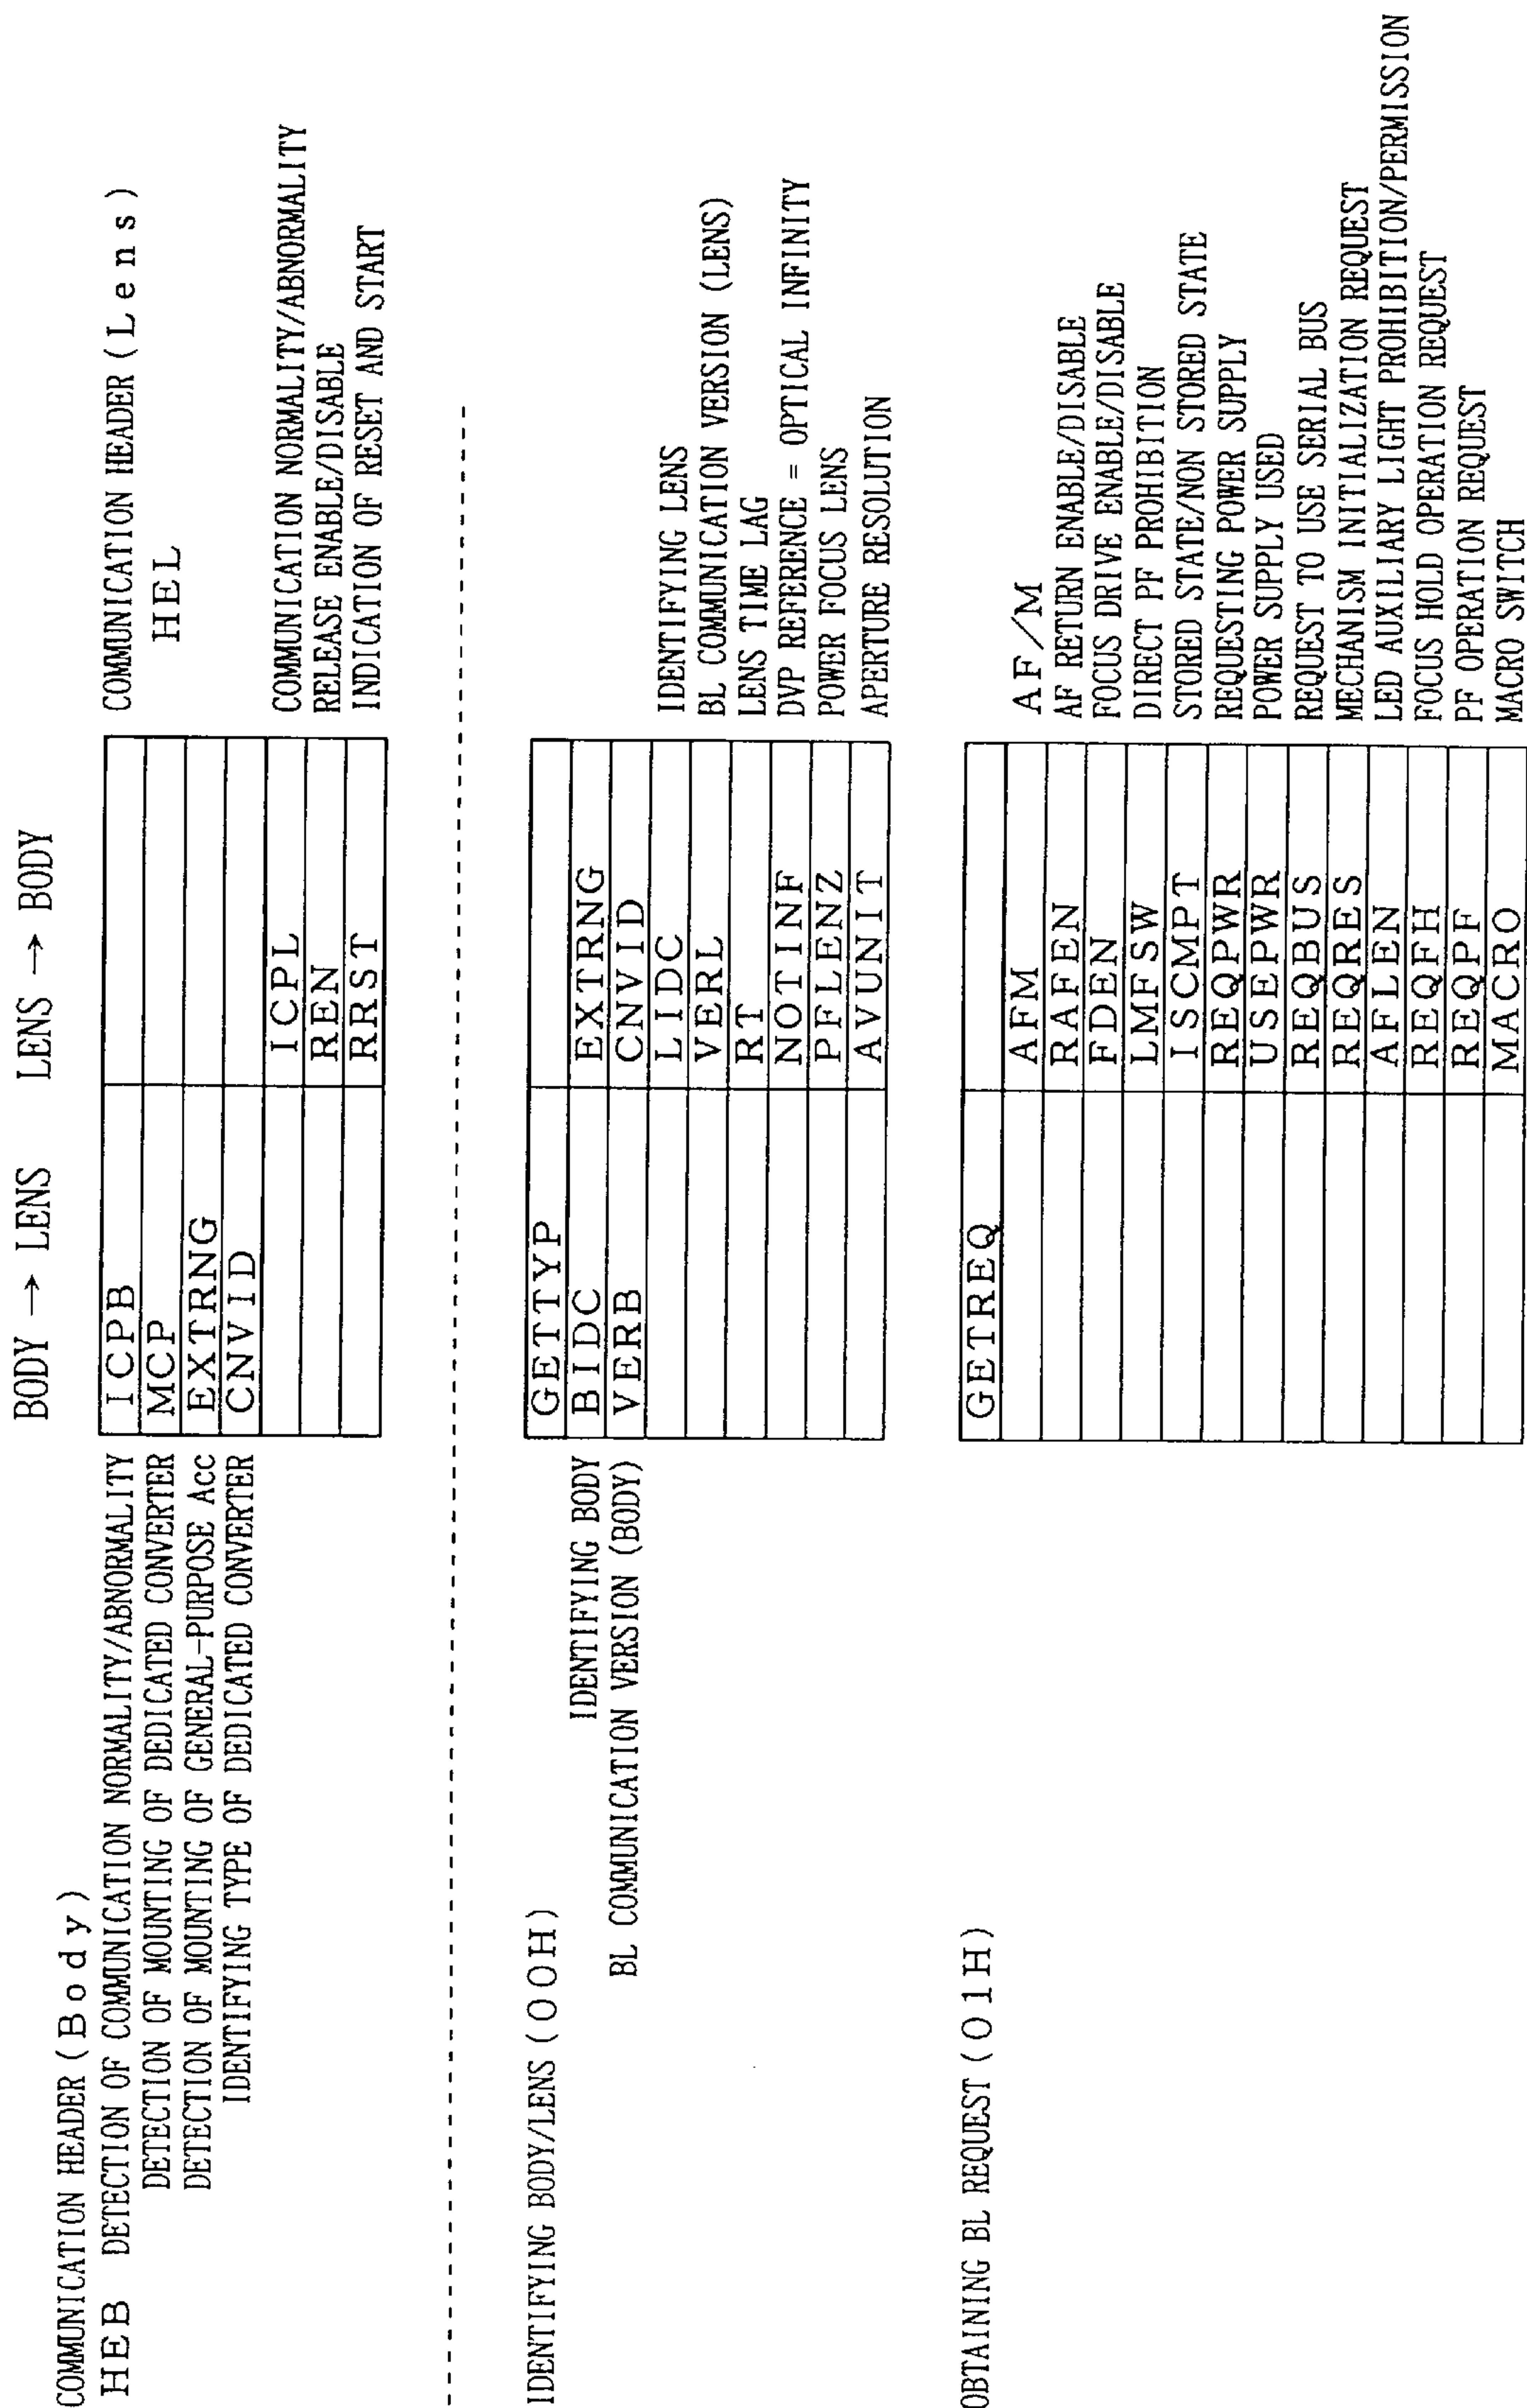 BODY → LENS LENS → BODY
COMMUNICATION HEADER (Body)
COMMUNICATION HEADER (Lens)
HEB DETECTION OF COMMUNICATION NORMALITY/ABNORMALITY ICPB
HEL
DETECTION OF MOUNTING OF DEDICATED CONVERTER MCP
DETECTION OF MOUNTING OF GENERAL-PURPOSE Acc EXTRNG
IDENTIFYING TYPE OF DEDICATED CONVERTER CNVID
ICPL COMMUNICATION NORMALITY/ABNORMALITY
REN RELEASE ENABLE/DISABLE
RRST INDICATION OF RESET AND START
IDENTIFYING BODY/LENS (00H) GETTYP
IDENTIFYING BODY BIDC EXTRNG
BL COMMUNICATION VERSION (BODY) VERB CNVID
LIDC IDENTIFYING LENS
VERL BL COMMUNICATION VERSION (LENS)
RT LENS TIME LAG
NOTINF DVP REFERENCE = OPTICAL INFINITY
PFLENZ POWER FOCUS LENS
AVUNIT APERTURE RESOLUTION
OBTAINING BL REQUEST (01H) GETREQ
AFM AF/M
RAFEN AF RETURN ENABLE/DISABLE
FDEN FOCUS DRIVE ENABLE/DISABLE
LMFSW DIRECT PF PROHIBITION
ISCMPT STORED STATE/NON STORED STATE
REQPWR REQUESTING POWER SUPPLY
USEPWR POWER SUPPLY USED
REQBUS REQUEST TO USE SERIAL BUS
REQRES MECHANISM INITIALIZATION REQUEST
AFLEN LED AUXILIARY LIGHT PROHIBITION/PERMISSION
REQFH FOCUS HOLD OPERATION REQUEST
REQPF PF OPERATION REQUEST
MACRO MACRO SWITCH